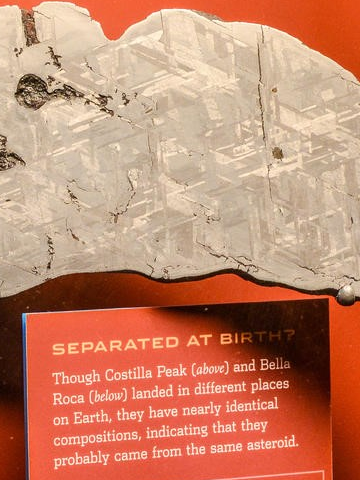 SEPARATED AT BIRTH?
Though Costilla Peak (above) and Bella
Roca (below) landed in different places
on Earth, they have nearly identical
compositions, indicating that they
probably came from the same asteroid.